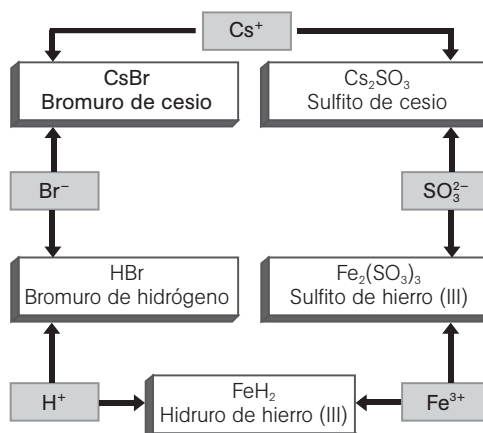 Cs⁺
CsBr
Bromuro de cesio
Cs₂SO₃
Sulfito de cesio
Br⁻
SO₃²⁻
HBr
Bromuro de hidrógeno
Fe₂(SO₃)₃
Sulfito de hierro (III)
H⁺
FeH₂
Hidruro de hierro (III)
Fe³⁺